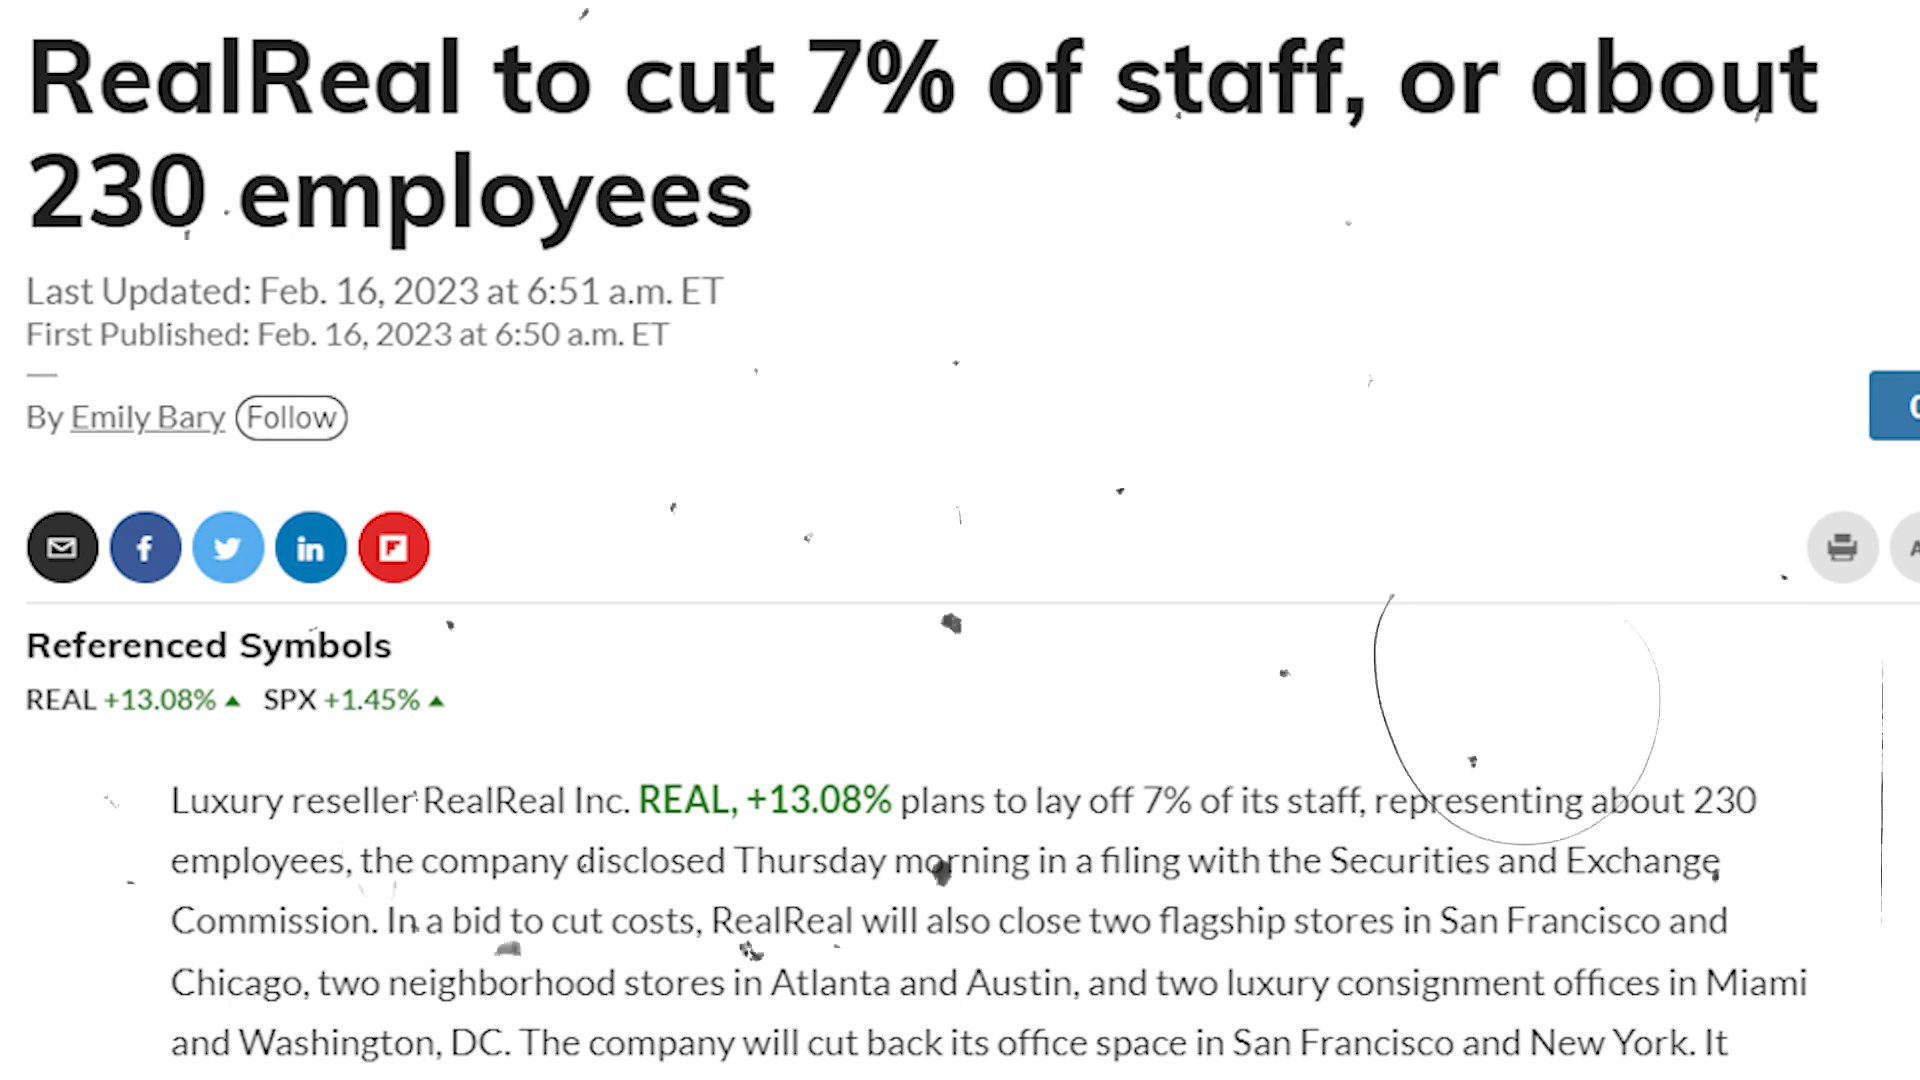 RealReal to cut 7% of staff, or about
230 employees
Last Updated: Feb. 16, 2023 at 6:51 a.m. ET
First Published: Feb. 16, 2023 at 6:50 a.m. ET
By Emily Bary Follow
Referenced Symbols
REAL +13.08% ▲ SPX +1.45% ▲
Luxury reseller RealReal Inc. REAL, +13.08% plans to lay off 7% of its staff, representing about 230
employees, the company disclosed Thursday morning in a filing with the Securities and Exchange
Commission. In a bid to cut costs, RealReal will also close two flagship stores in San Francisco and
Chicago, two neighborhood stores in Atlanta and Austin, and two luxury consignment offices in Miami
and Washington, DC. The company will cut back its office space in San Francisco and New York. It